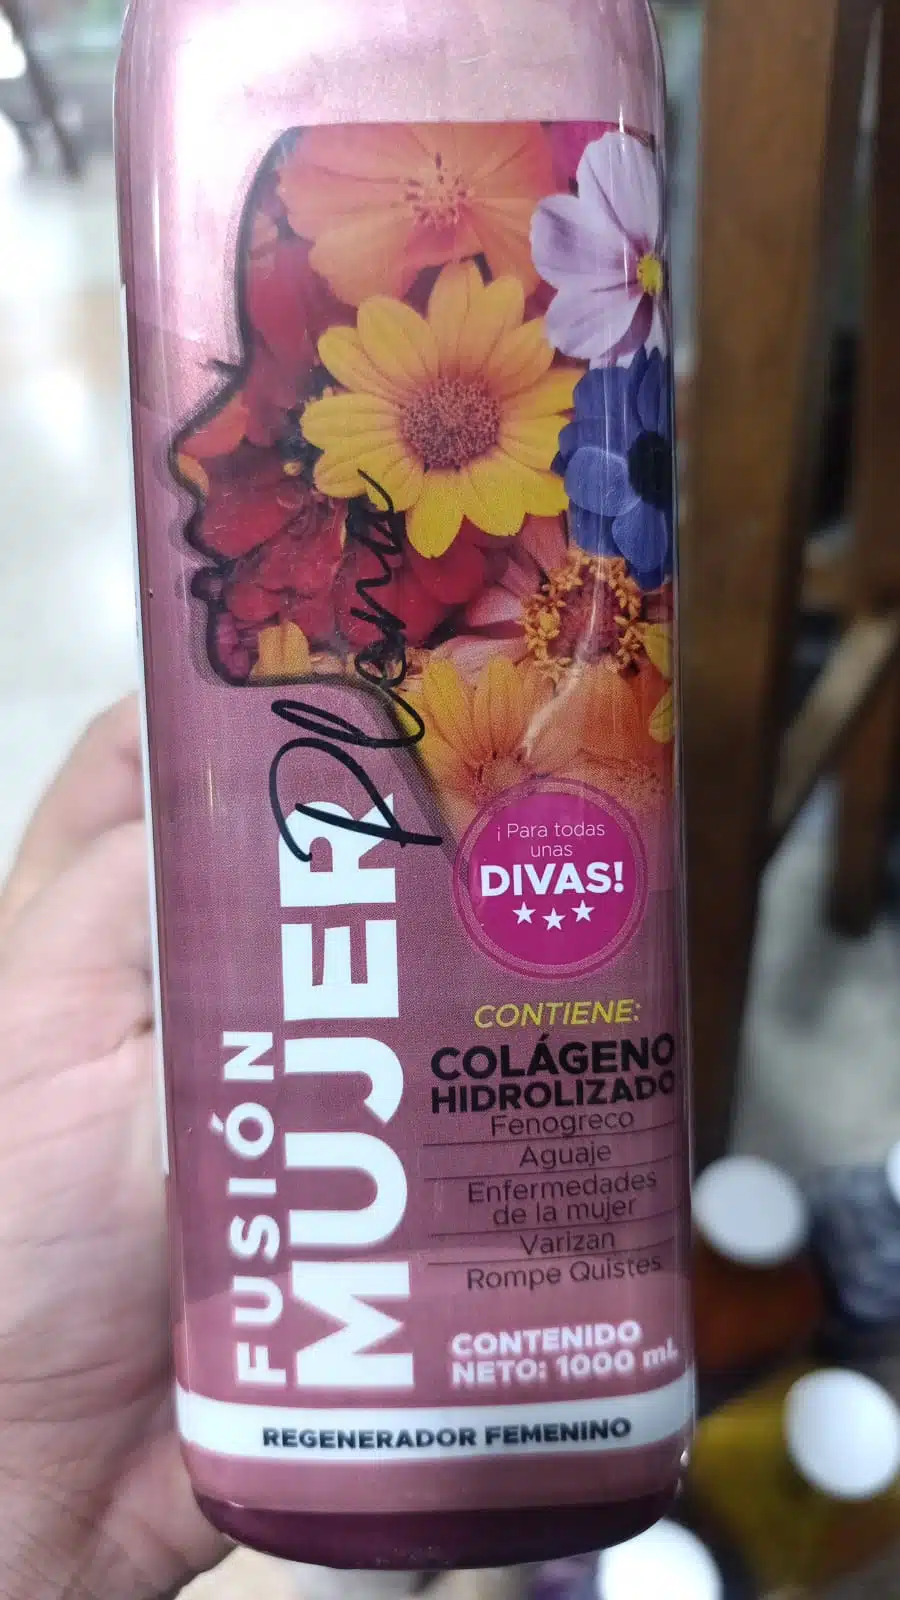 FUSIÓN
MUJER
Plena
¡Para todas
unas
DIVAS!
CONTIENE:
COLÁGENO
HIDROLIZADO
Fenogreco
Aguaje
Enfermedades
de la mujer
Varizan
Rompe Quistes
CONTENIDO
NETO: 1000 mL
REGENERADOR FEMENINO